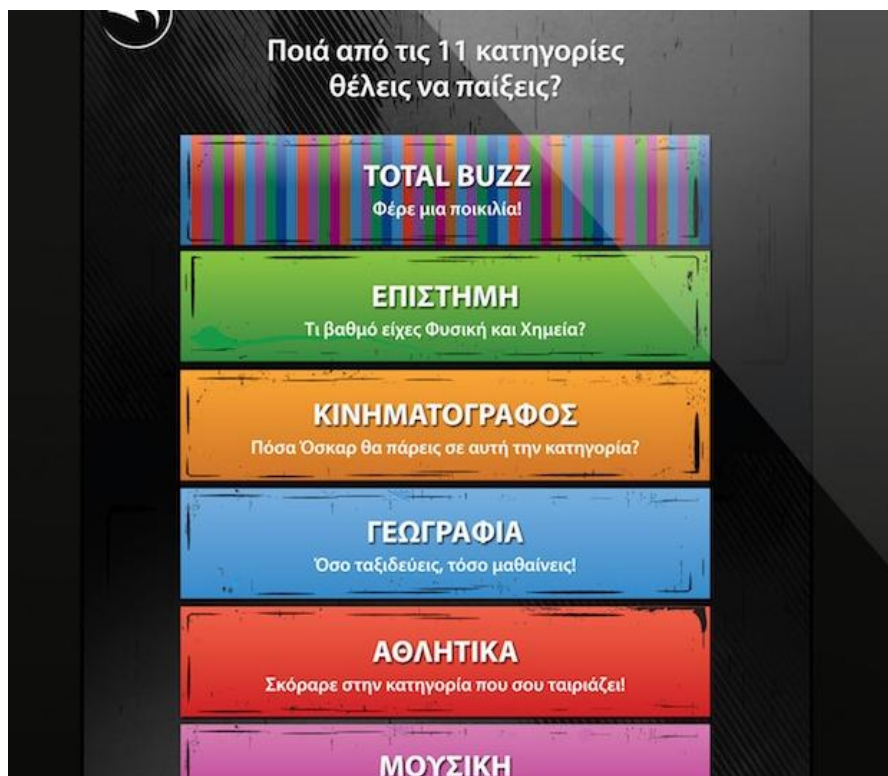 Ποιά από τις 11 κατηγορίες
θέλεις να παίξεις?
TOTAL BUZZ
Φέρε μια ποικιλία!
ΕΠΙΣΤΗΜΗ
Τι βαθμό είχες Φυσική και Χημεία?
ΚΙΝΗΜΑΤΟΓΡΑΦΟΣ
Πόσα Όσκαρ θα πάρεις σε αυτή την κατηγορία?
ΓΕΩΓΡΑΦΙΑ
Όσο ταξιδεύεις, τόσο μαθαίνεις!
ΑΘΛΗΤΙΚΑ
Σκόραρε στην κατηγορία που σου ταιριάζει!
ΜΟΥΣΙΚΗ